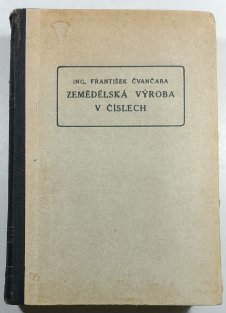 ING. FRANTIŠEK ČVANČARA
ZEMĚDĚLSKÁ VÝROBA
V ČÍSLECH